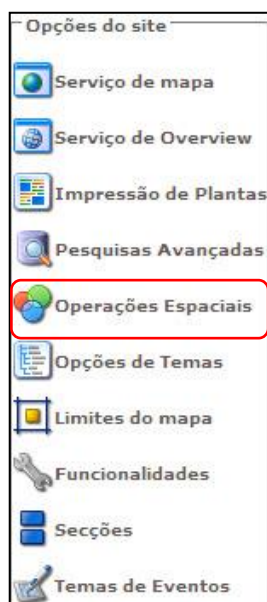 Opções do site
Serviço de mapa
Serviço de Overview
Impressão de Plantas
Pesquisas Avançadas
Operações Espaciais
Opções de Temas
Limites do mapa
Funcionalidades
Secções
Temas de Eventos